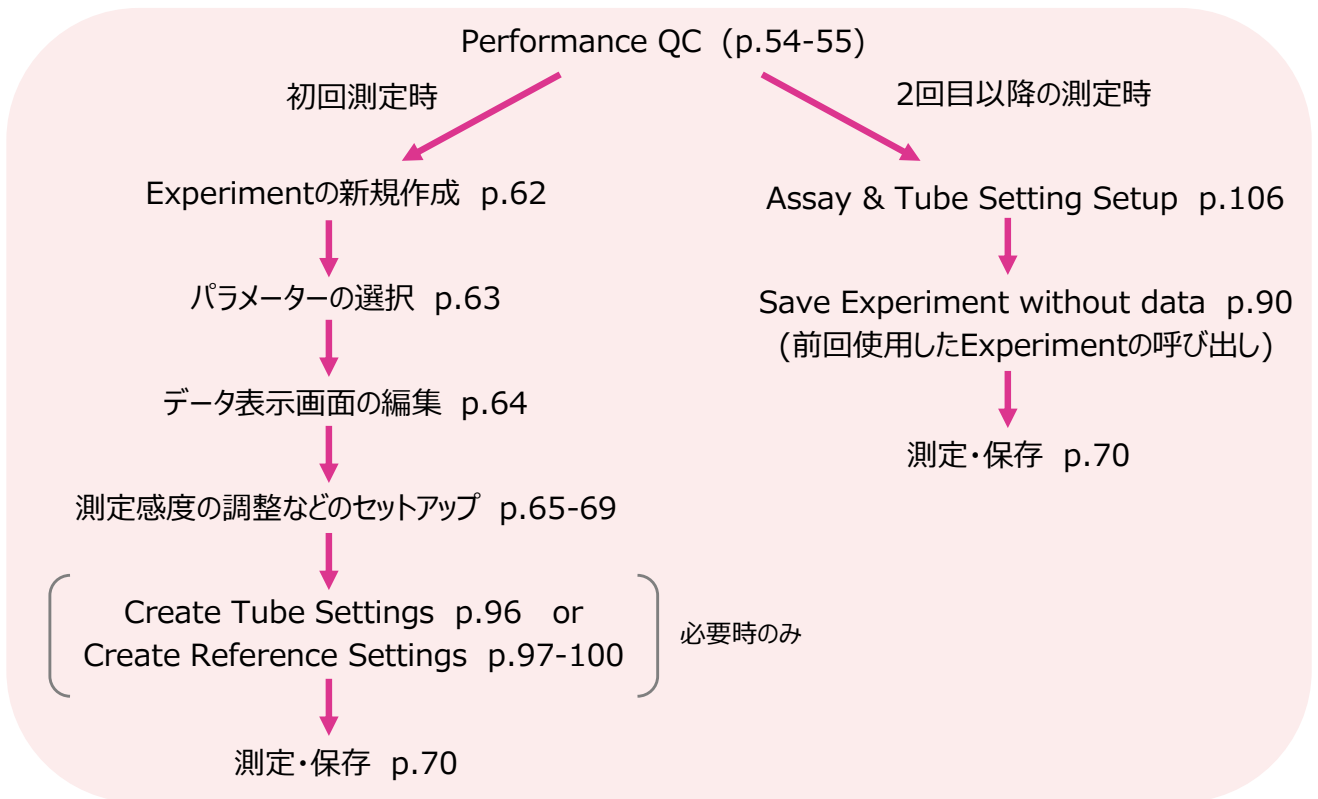 Performance QC (p.54-55)
初回測定時
2回目以降の測定時
Experimentの新規作成 p.62
パラメーターの選択 p.63
データ表示画面の編集 p.64
測定感度の調整などのセットアップ p.65-69
Create Tube Settings p.96 or
Create Reference Settings p.97-100
必要時のみ
測定・保存 p.70
Assay & Tube Setting Setup p.106
Save Experiment without data p.90
(前回使用したExperimentの呼び出し)
測定・保存 p.70